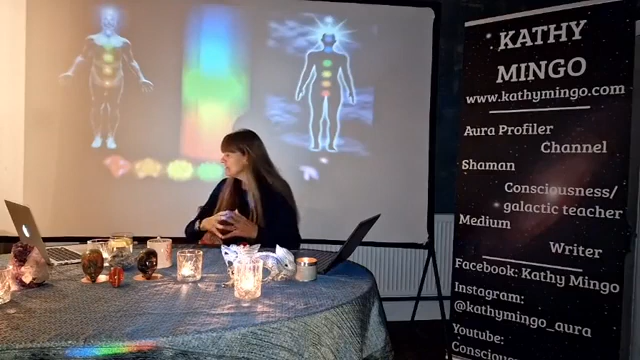 KATHY
MINGO
www.kathymingo.com
Aura Profiler
Channel
Shaman
Consciousness/
galactic teacher
Medium
Writer
Facebook: Kathy Mingo
Instagram:
@kathymingo_aura
Youtube: